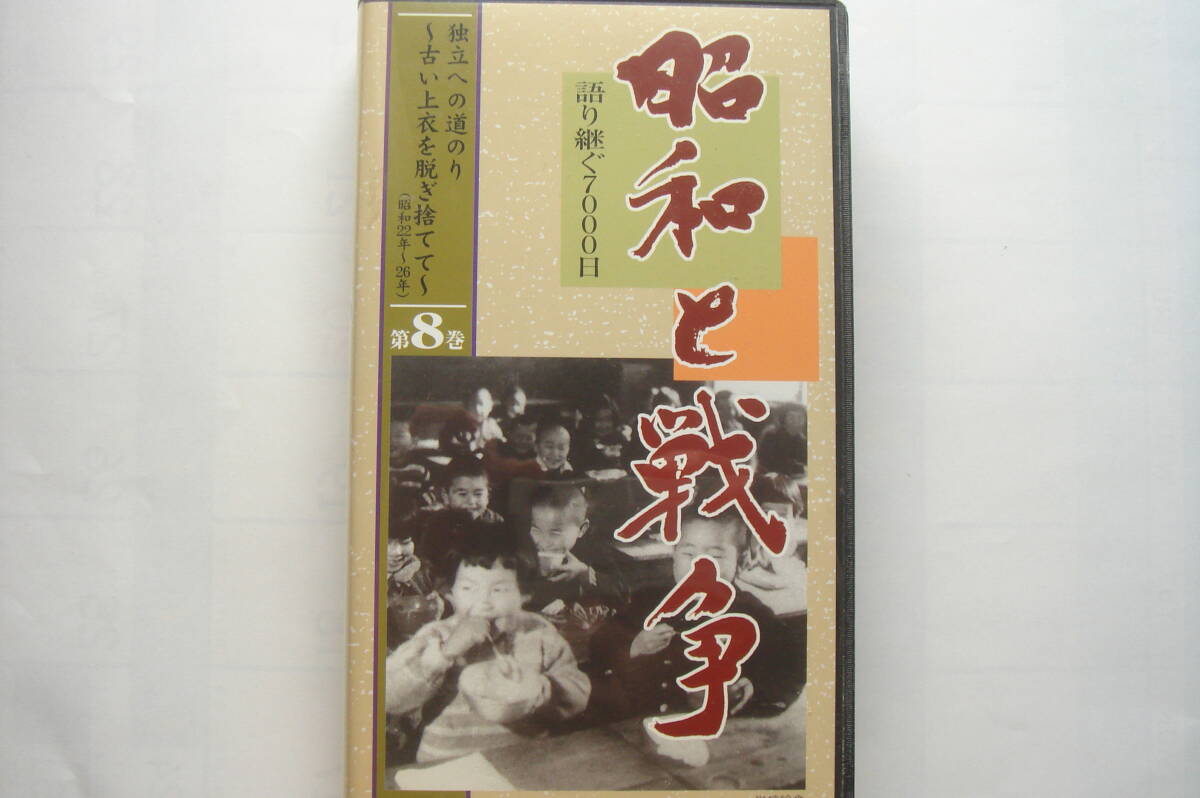 昭和と戦争
語り継ぐ7000日
独立への道のり
～古い上衣を脱ぎ捨てて～
（昭和22年～26年）
第8巻